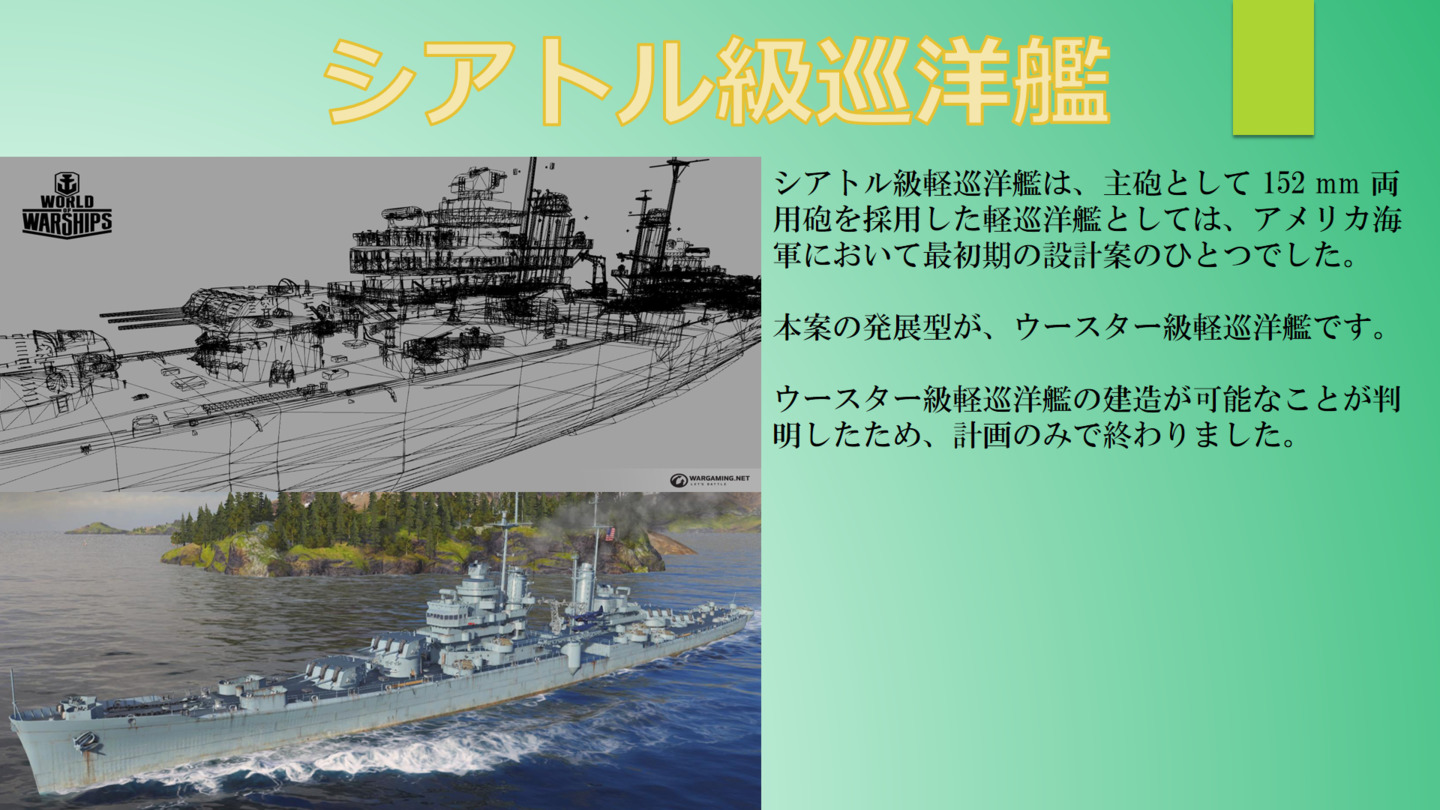 シアトル級巡洋艦
WORLD
OF
WARSHIPS
WARGAMING.NET
LET'S BATTLE
シアトル級軽巡洋艦は、主砲として 152 mm 両
用砲を採用した軽巡洋艦としては、アメリカ海
軍において最初期の設計案のひとつでした。
本案の発展型が、ウースター級軽巡洋艦です。
ウースター級軽巡洋艦の建造が可能なことが判
明したため、計画のみで終わりました。